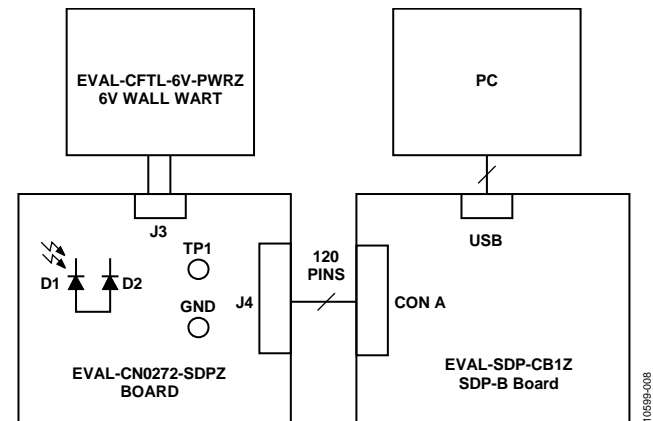 EVAL-CFTL-6V-PWRZ
6V WALL WART
PC
J3
USB
TP1
D1
D2
GND
J4
120
PINS
CON A
EVAL-CN0272-SDPZ
BOARD
EVAL-SDP-CB1Z
SDP-B Board
10599-008